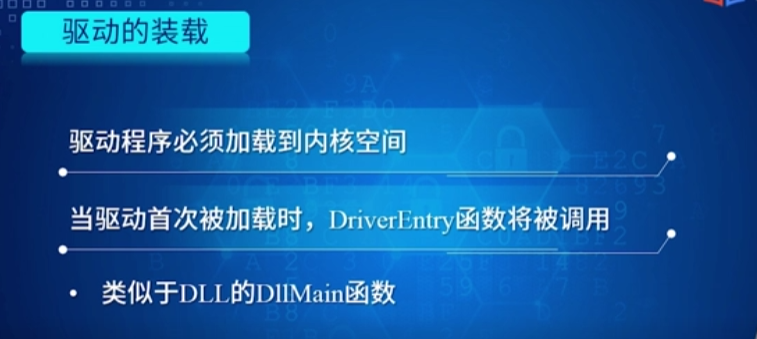 驱动的装载
驱动程序必须加载到内核空间
当驱动首次被加载时，DriverEntry函数将被调用
• 类似于DLL的DllMain函数